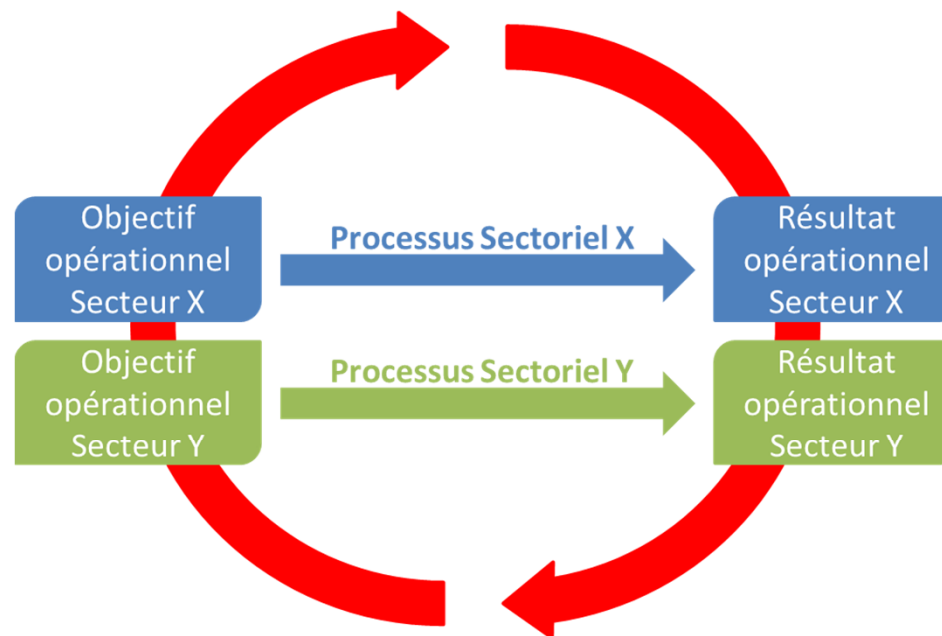 Objectif
opérationnel
Secteur X
Processus Sectoriel X
Résultat
opérationnel
Secteur X
Objectif
opérationnel
Secteur Y
Processus Sectoriel Y
Résultat
opérationnel
Secteur Y